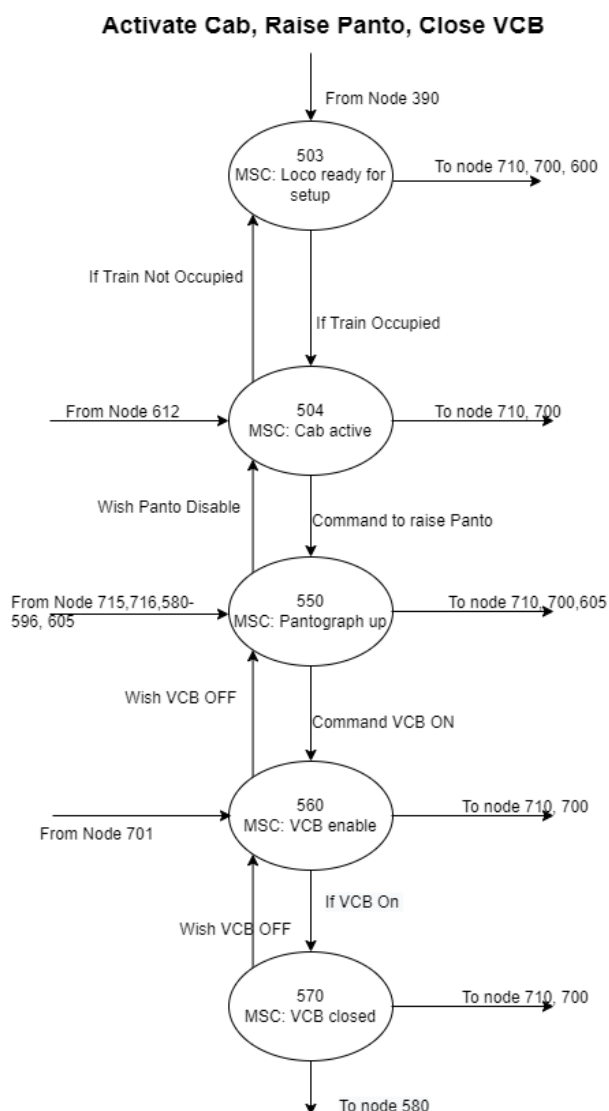 Activate Cab, Raise Panto, Close VCB
From Node 390
503
MSC: Loco ready for
setup
To node 710, 700, 600
If Train Not Occupied
If Train Occupied
From Node 612
504
MSC: Cab active
To node 710, 700
Wish Panto Disable
Command to raise Panto
From Node 715,716,580-
596, 605
550
MSC: Pantograph up
To node 710, 700,605
Wish VCB OFF
Command VCB ON
From Node 701
560
MSC: VCB enable
To node 710, 700
If VCB On
Wish VCB OFF
570
MSC: VCB closed
To node 710, 700
To node 580